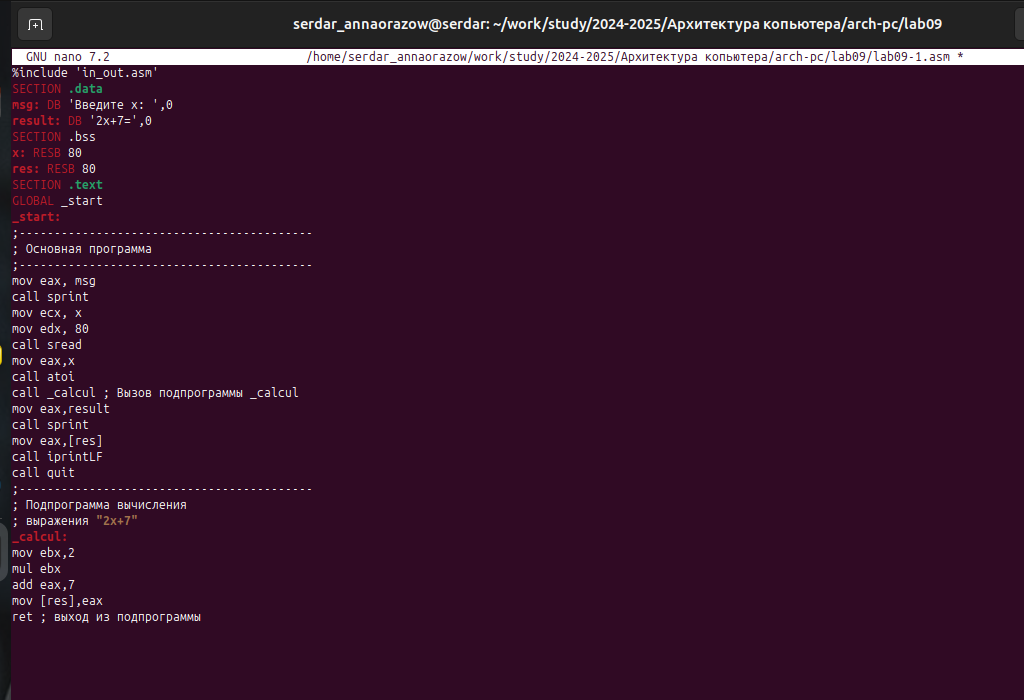 serdar_annaorazow@serdar: ~/work/study/2024-2025/Архитектура копьютера/arch-pc/lab09
GNU nano 7.2 /home/serdar_annaorazow/work/study/2024-2025/Архитектура копьютера/arch-pc/lab09/lab09-1.asm *
%include 'in_out.asm'
SECTION .data
msg: DB 'Введите x: ',0
result: DB '2x+7=',0
SECTION .bss
x: RESB 80
res: RESB 80
SECTION .text
GLOBAL _start
_start:
;------------------------------------------
; Основная программа
;------------------------------------------
mov eax, msg
call sprint
mov ecx, x
mov edx, 80
call sread
mov eax,x
call atoi
call _calcul ; Вызов подпрограммы _calcul
mov eax,result
call sprint
mov eax,[res]
call iprintLF
call quit
;------------------------------------------
; Подпрограмма вычисления
; выражения "2x+7"
_calcul:
mov ebx,2
mul ebx
add eax,7
mov [res],eax
ret ; выход из подпрограммы